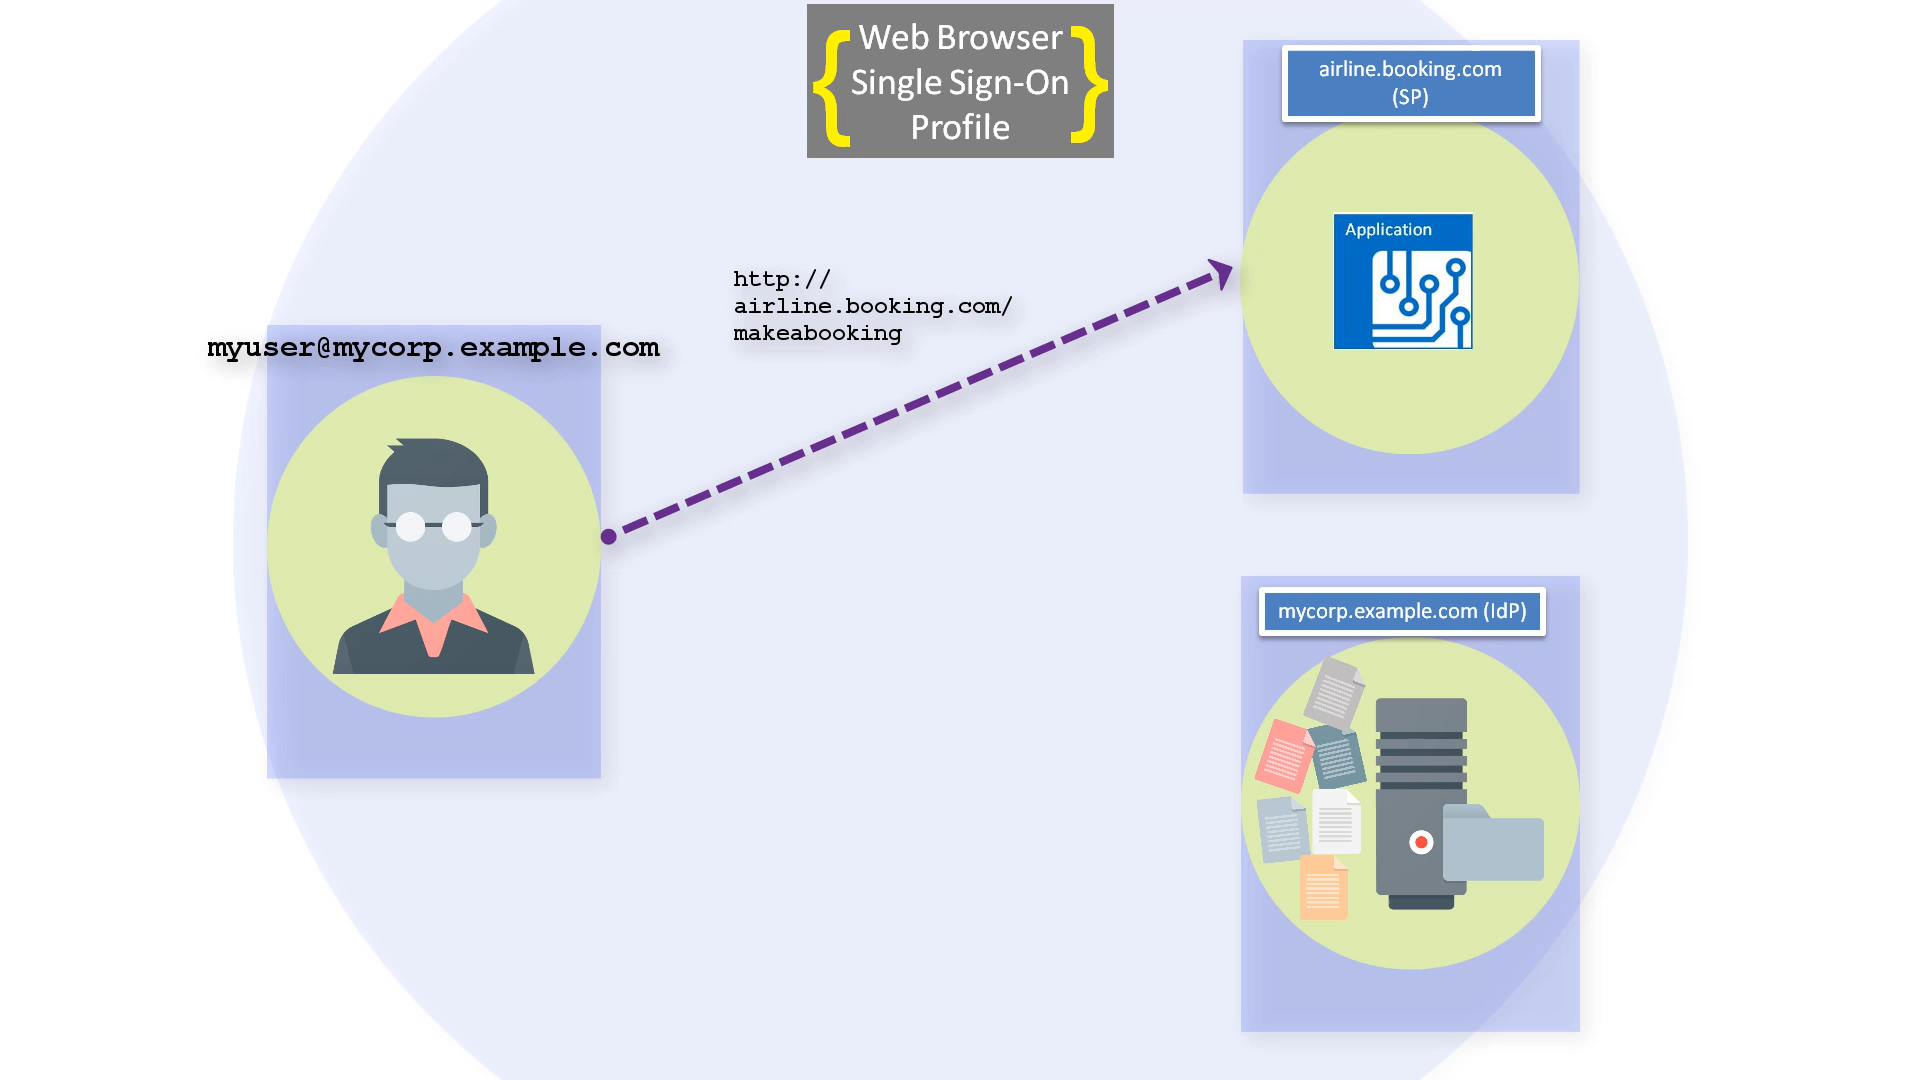 Web Browser
Single Sign-On
Profile
airline.booking.com
(SP)
Application
http://
airline.booking.com/
makeabooking
myuser@mycorp.example.com
mycorp.example.com (IdP)